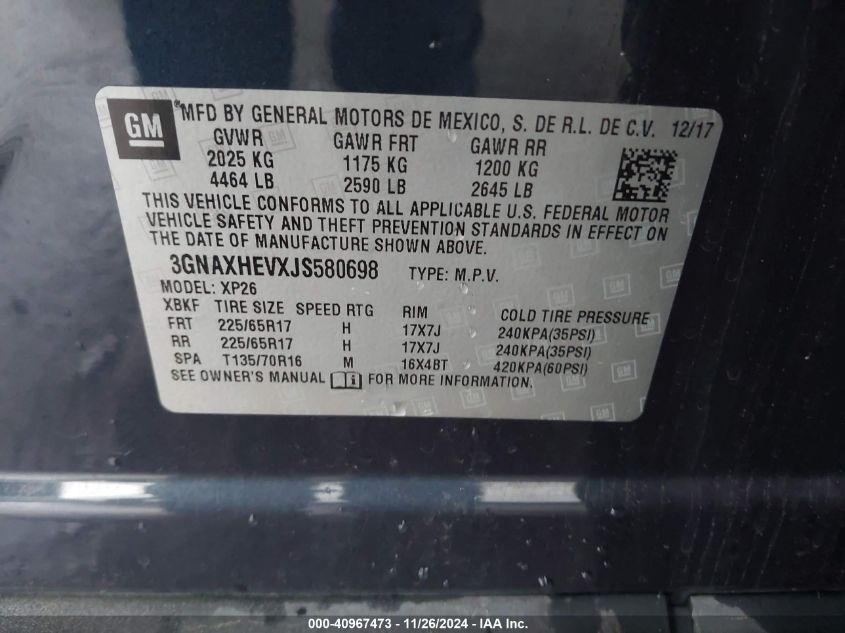 GM
®MFD BY GENERAL MOTORS DE MEXICO, S. DE R.L. DE C.V. 12/17
GVWR GAWR FRT GAWR RR
2025 KG 1175 KG 1200 KG
4464 LB 2590 LB 2645 LB
THIS VEHICLE CONFORMS TO ALL APPLICABLE U.S. FEDERAL MOTOR
VEHICLE SAFETY AND THEFT PREVENTION STANDARDS IN EFFECT ON
THE DATE OF MANUFACTURE SHOWN ABOVE.
3GNAXHEVXJS580698 TYPE: M.P.V.
MODEL: XP26
XBKF TIRE SIZE SPEED RTG RIM COLD TIRE PRESSURE
FRT 225/65R17 H 17X7J 240KPA(35PSI)
RR 225/65R17 H 17X7J 240KPA(35PSI)
SPA T135/70R16 M 16X4BT 420KPA(60PSI)
SEE OWNER'S MANUAL FOR MORE INFORMATION.
000-40967473 - 11/26/2024 - IAA Inc.